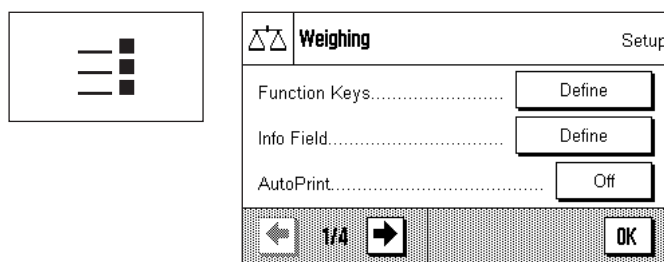 Weighing Setup
Function Keys........................ Define
Info Field................................ Define
AutoPrint....................................... Off
1/4 OK